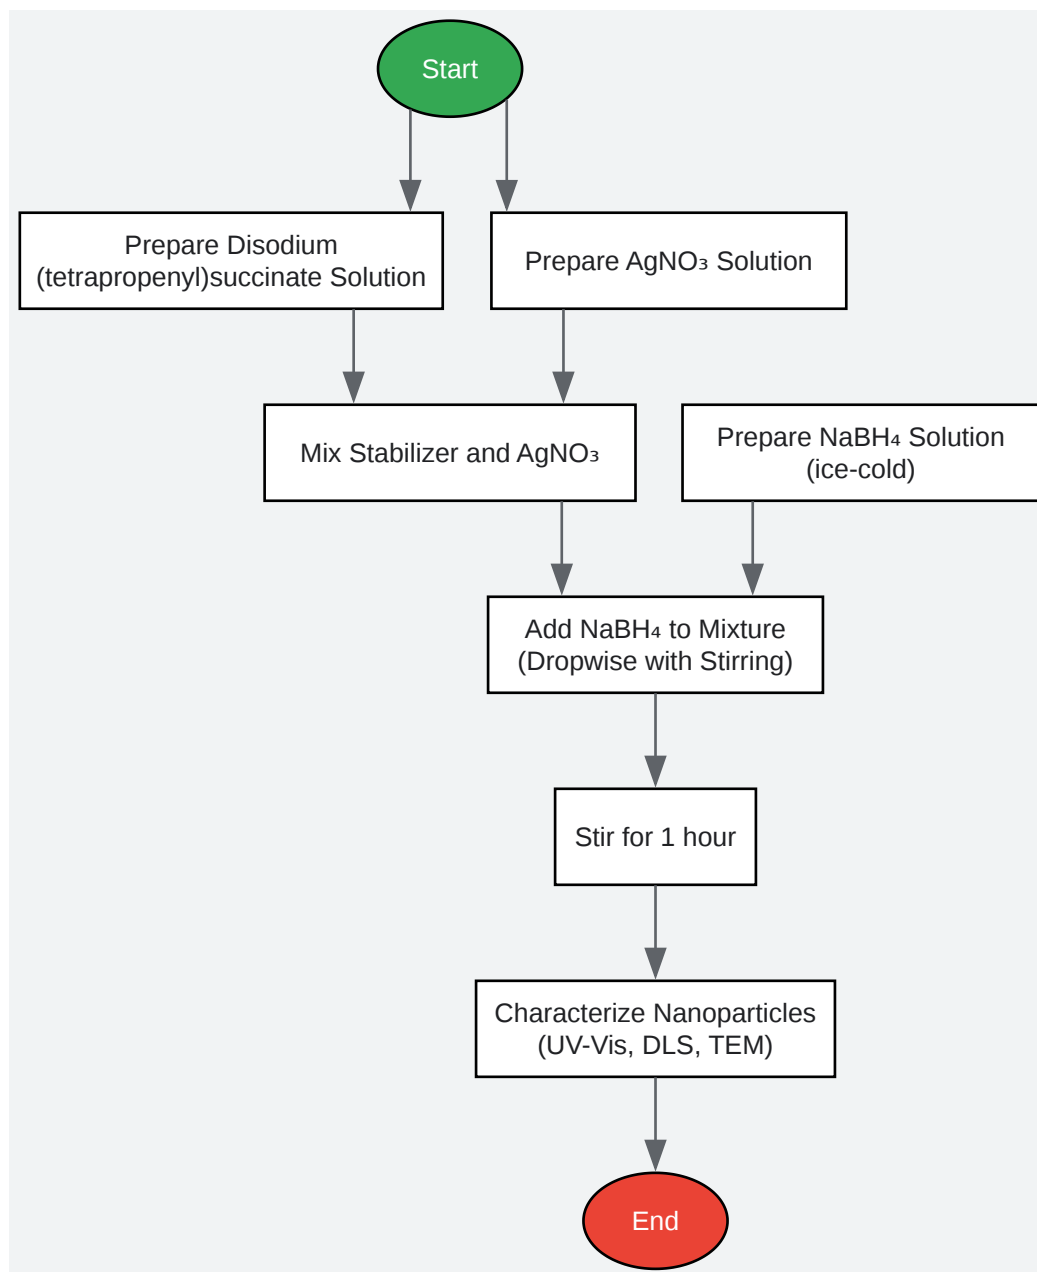 Start
Prepare Disodium
(tetrapropenyl)succinate Solution
Prepare AgNO₃ Solution
Mix Stabilizer and AgNO₃
Prepare NaBH₄ Solution
(ice-cold)
Add NaBH₄ to Mixture
(Dropwise with Stirring)
Stir for 1 hour
Characterize Nanoparticles
(UV-Vis, DLS, TEM)
End